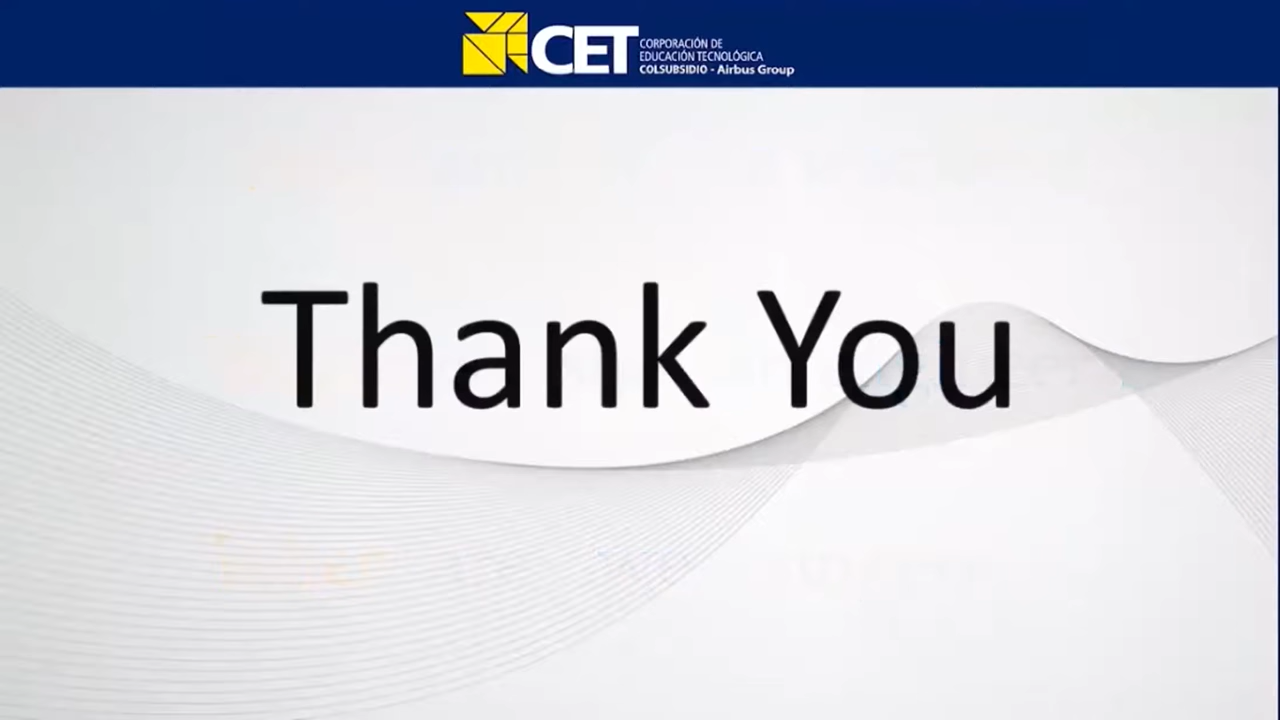 CET
CORPORACIÓN DE
EDUCACIÓN TECNOLÓGICA
COLSUBSIDIO - Airbus Group
Thank You